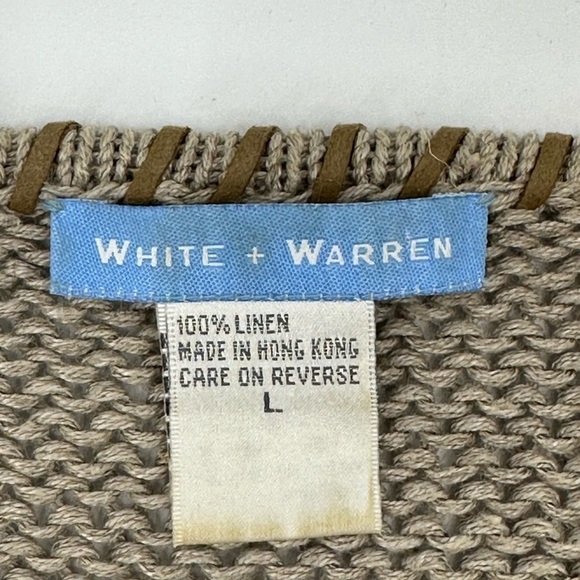 WHITE + WARREN
100% LINEN
MADE IN HONG KONG
CARE ON REVERSE
L